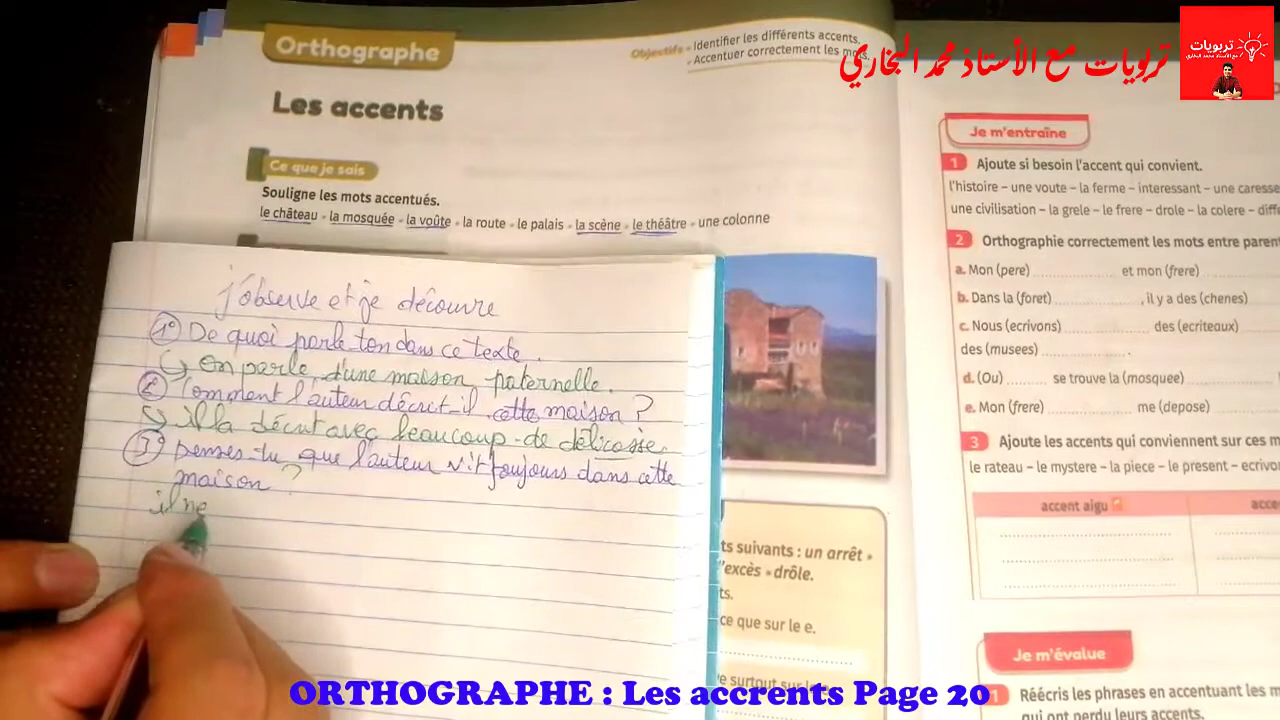 Orthographe
Objectifs - Identifier les différents accents.
- Accentuer correctement les mots.
تربويات مع الأستاذ محمد البخاري
تربويات
Les accents
Ce que je sais
Souligne les mots accentués.
le château - la mosquée - la voûte - la route - le palais - la scène - le théâtre - une colonne
j'observe et je découvre
1° De quoi parle t'on dans ce texte.
↳ On parle d'une maison paternelle.
2° Comment l'auteur décrit-il cette maison ?
↳ il la décrit avec beaucoup de délicasse.
3° penses-tu que l'auteur vit toujours dans cette
maison ?
il ne
ts suivants : un arrêt -
l'excès - drôle.
ts.
ce que sur le e.
e surtout sur
Je m'entraîne
1 Ajoute si besoin l'accent qui convient.
l'histoire – une voute – la ferme – interessant – une caresse
une civilisation – la grele – le frere – drole – la colere – diff
2 Orthographie correctement les mots entre paren
a. Mon (pere) ............ et mon (frere) ............
b. Dans la (foret) ............ , il y a des (chenes)
c. Nous (ecrivons) ............ des (ecriteaux)
des (musees) ............ .
d. (Ou) ......... se trouve la (mosquee) ............
e. Mon (frere) ............ me (depose) ............
3 Ajoute les accents qui conviennent sur ces m
le rateau – le mystere – la piece – le present – ecrivo
accent aigu
acce
Je m'évalue
1 Réécris les phrases en accentuant les m
qui ont perdu leurs accents.
ORTHOGRAPHE : Les accrents Page 20